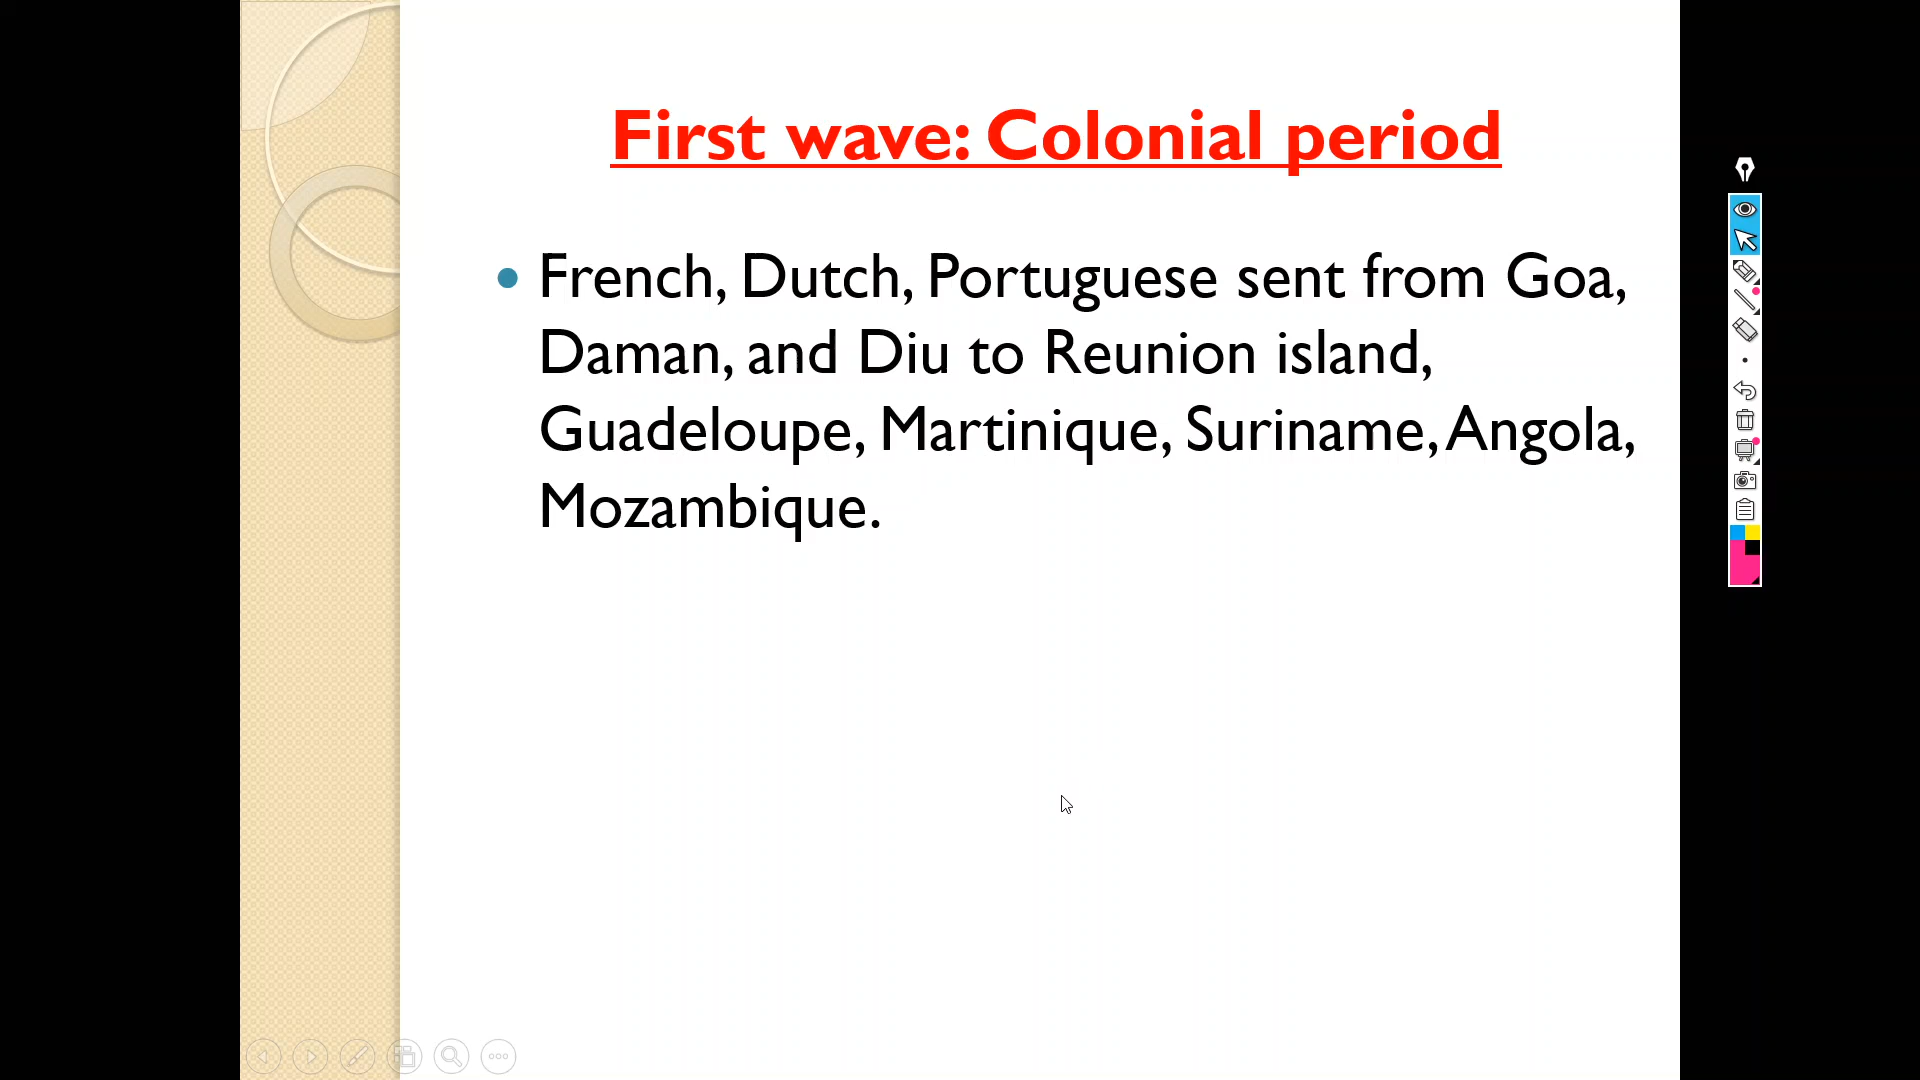 First wave: Colonial period
• French, Dutch, Portuguese sent from Goa,
Daman, and Diu to Reunion island,
Guadeloupe, Martinique, Suriname, Angola,
Mozambique.